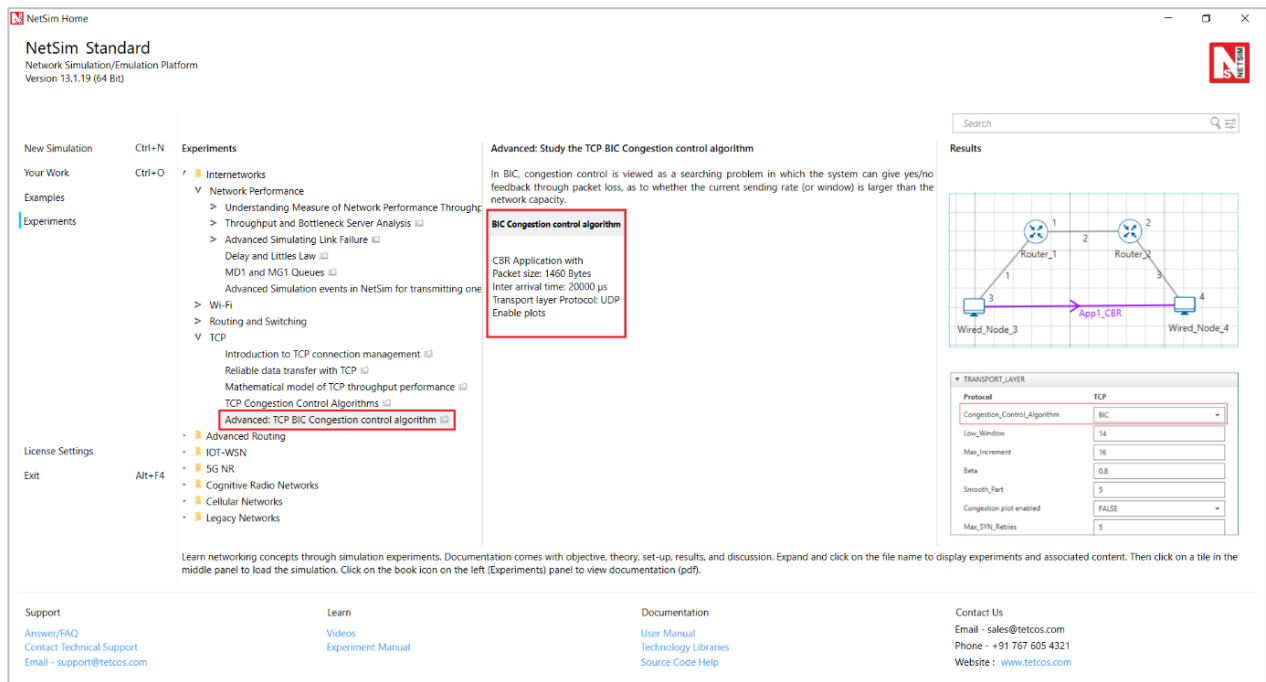 NetSim Home
NetSim Standard
Network Simulation/Emulation Platform
Version 13.1.19 (64 Bit)
NETSIM
Search
New Simulation Ctrl+N
Your Work Ctrl+O
Examples
Experiments
License Settings
Exit Alt+F4
Experiments
Internetworks
Network Performance
Understanding Measure of Network Performance Throughp
Throughput and Bottleneck Server Analysis
Advanced Simulating Link Failure
Delay and Littles Law
MD1 and MG1 Queues
Advanced Simulation events in NetSim for transmitting one
Wi-Fi
Routing and Switching
TCP
Introduction to TCP connection management
Reliable data transfer with TCP
Mathematical model of TCP throughput performance
TCP Congestion Control Algorithms
Advanced: TCP BIC Congestion control algorithm
Advanced Routing
IOT-WSN
5G NR
Cognitive Radio Networks
Cellular Networks
Legacy Networks
Advanced: Study the TCP BIC Congestion control algorithm
In BIC, congestion control is viewed as a searching problem in which the system can give yes/no
feedback through packet loss, as to whether the current sending rate (or window) is larger than the
network capacity.
BIC Congestion control algorithm
CBR Application with
Packet size: 1460 Bytes
Inter arrival time: 20000 µs
Transport layer Protocol: UDP
Enable plots
Results
1 2
2
Router_1 Router_2
1 3
3 4
App1_CBR
Wired_Node_3 Wired_Node_4
TRANSPORT_LAYER
Protocol TCP
Congestion_Control_Algorithm BIC
Low_Window 14
Max_Increment 16
Beta 0.8
Smooth_Part 5
Congestion plot enabled FALSE
Max_SYN_Retries 5
Learn networking concepts through simulation experiments. Documentation comes with objective, theory, set-up, results, and discussion. Expand and click on the file name to display experiments and associated content. Then click on a tile in the
middle panel to load the simulation. Click on the book icon on the left (Experiments) panel to view documentation (pdf).
Support
Answer/FAQ
Contact Technical Support
Email - support@tetcos.com
Learn
Videos
Experiment Manual
Documentation
User Manual
Technology Libraries
Source Code Help
Contact Us
Email - sales@tetcos.com
Phone - +91 767 605 4321
Website : www.tetcos.com